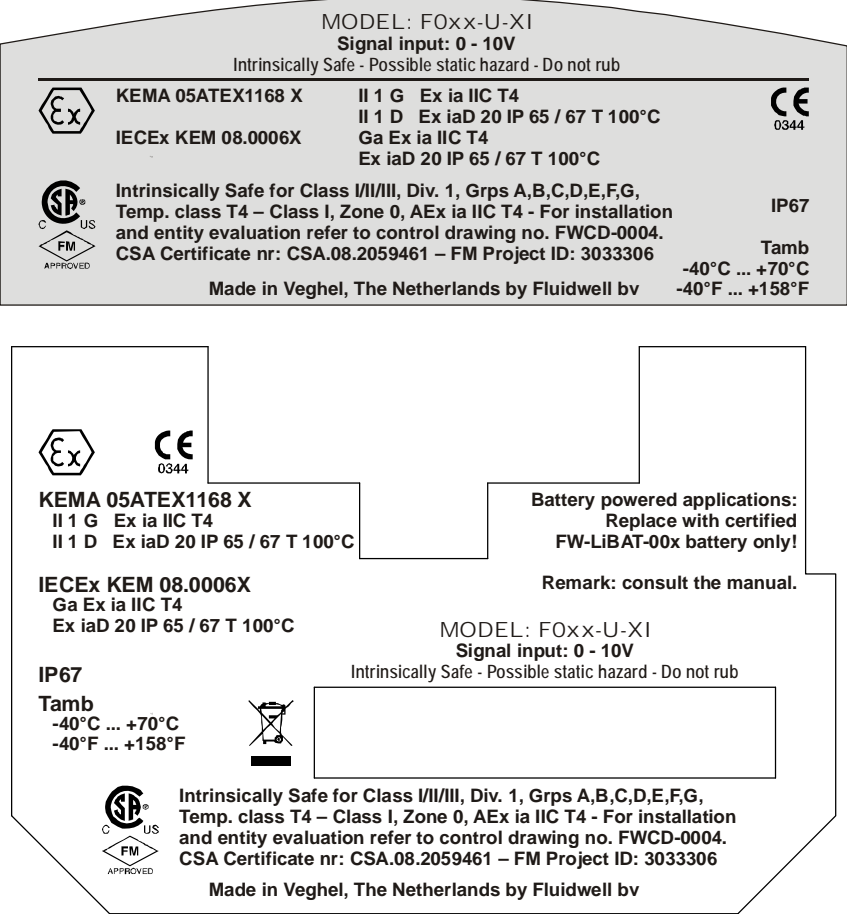 MODEL: F0xx-U-XI
Signal input: 0 - 10V
Intrinsically Safe - Possible static hazard - Do not rub
Ex
KEMA 05ATEX1168 X
II 1 G Ex ia IIC T4
II 1 D Ex iaD 20 IP 65 / 67 T 100°C
IECEx KEM 08.0006X
Ga Ex ia IIC T4
Ex iaD 20 IP 65 / 67 T 100°C
CE
0344
CSA®
C US
FM
APPROVED
Intrinsically Safe for Class I/II/III, Div. 1, Grps A,B,C,D,E,F,G,
Temp. class T4 – Class I, Zone 0, AEx ia IIC T4 - For installation
and entity evaluation refer to control drawing no. FWCD-0004.
CSA Certificate nr: CSA.08.2059461 – FM Project ID: 3033306
IP67
Tamb
-40°C ... +70°C
-40°F ... +158°F
Made in Veghel, The Netherlands by Fluidwell bv
Ex
CE
0344
KEMA 05ATEX1168 X
II 1 G Ex ia IIC T4
II 1 D Ex iaD 20 IP 65 / 67 T 100°C
IECEx KEM 08.0006X
Ga Ex ia IIC T4
Ex iaD 20 IP 65 / 67 T 100°C
IP67
Tamb
-40°C ... +70°C
-40°F ... +158°F
Battery powered applications:
Replace with certified
FW-LiBAT-00x battery only!
Remark: consult the manual.
MODEL: F0xx-U-XI
Signal input: 0 - 10V
Intrinsically Safe - Possible static hazard - Do not rub
CSA®
C US
FM
APPROVED
Intrinsically Safe for Class I/II/III, Div. 1, Grps A,B,C,D,E,F,G,
Temp. class T4 – Class I, Zone 0, AEx ia IIC T4 - For installation
and entity evaluation refer to control drawing no. FWCD-0004.
CSA Certificate nr: CSA.08.2059461 – FM Project ID: 3033306
Made in Veghel, The Netherlands by Fluidwell bv